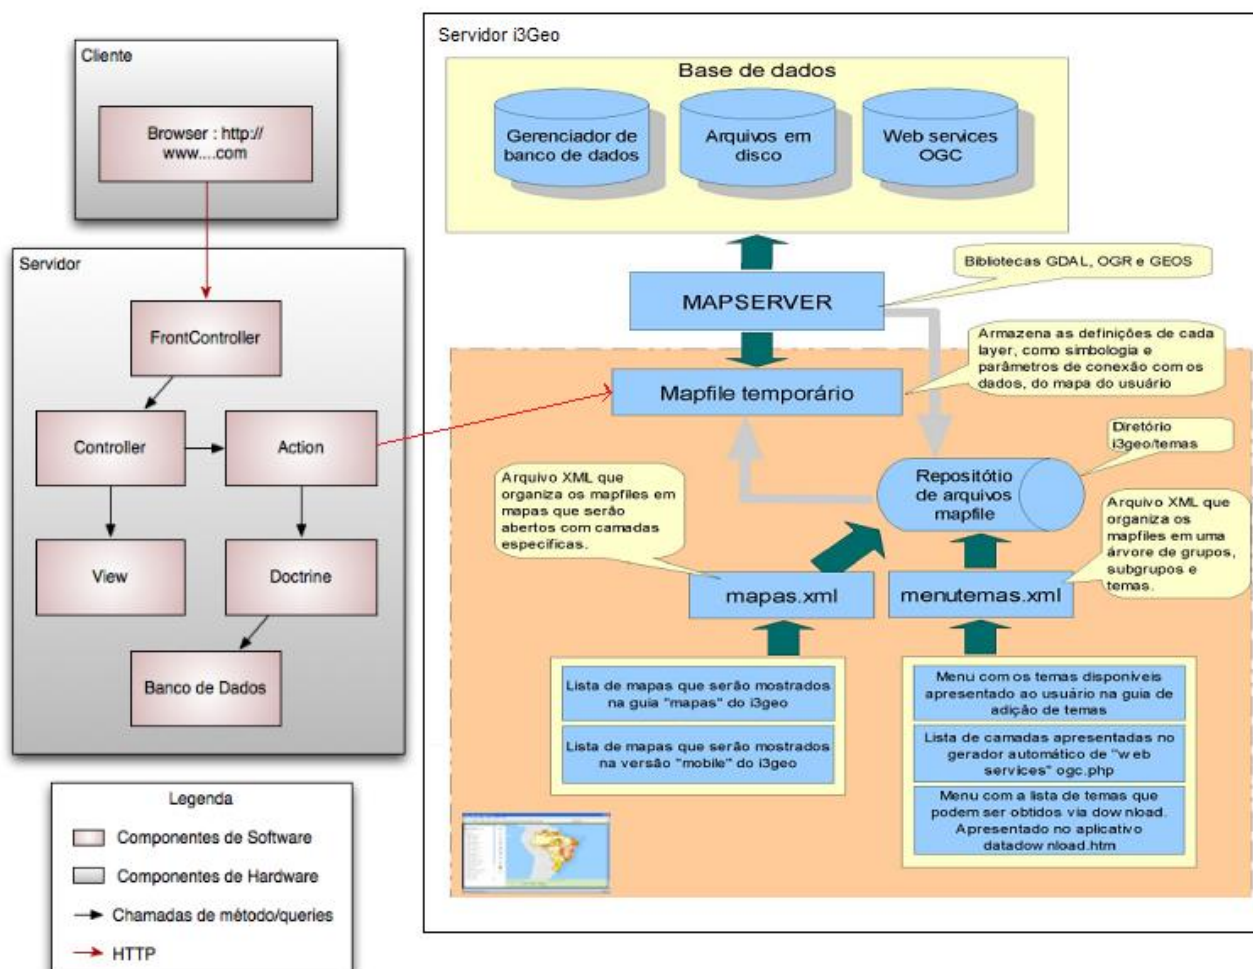 Cliente
Browser : http://
www....com
Servidor
FrontController
Controller
Action
View
Doctrine
Banco de Dados
Legenda
Componentes de Software
Componentes de Hardware
Chamadas de método/queries
HTTP
Servidor i3Geo
Base de dados
Gerenciador de
banco de dados
Arquivos em
disco
Web services
OGC
Bibliotecas GDAL, OGR e GEOS
MAPSERVER
Armazena as definições de cada
layer, como simbologia e
parâmetros de conexão com os
dados, do mapa do usuário
Mapfile temporário
Diretório
i3geo/temas
Arquivo XML que
organiza os mapfiles em
mapas que serão
abertos com camadas
específicas.
Repositótio
de arquivos
mapfile
Arquivo XML que
organiza os
mapfiles em uma
árvore de grupos,
subgrupos e
temas.
mapas.xml
menutemas.xml
Lista de mapas que serão mostrados
na guia "mapas" do i3geo
Lista de mapas que serão mostrados
na versão "mobile" do i3geo
Menu com os temas disponíveis
apresentado ao usuário na guia de
adição de temas
Lista de camadas apresentadas no
gerador automático de "web
services" ogc.php
Menu com a lista de temas que
podem ser obtidos via download.
Apresentado no aplicativo
datadownload.htm